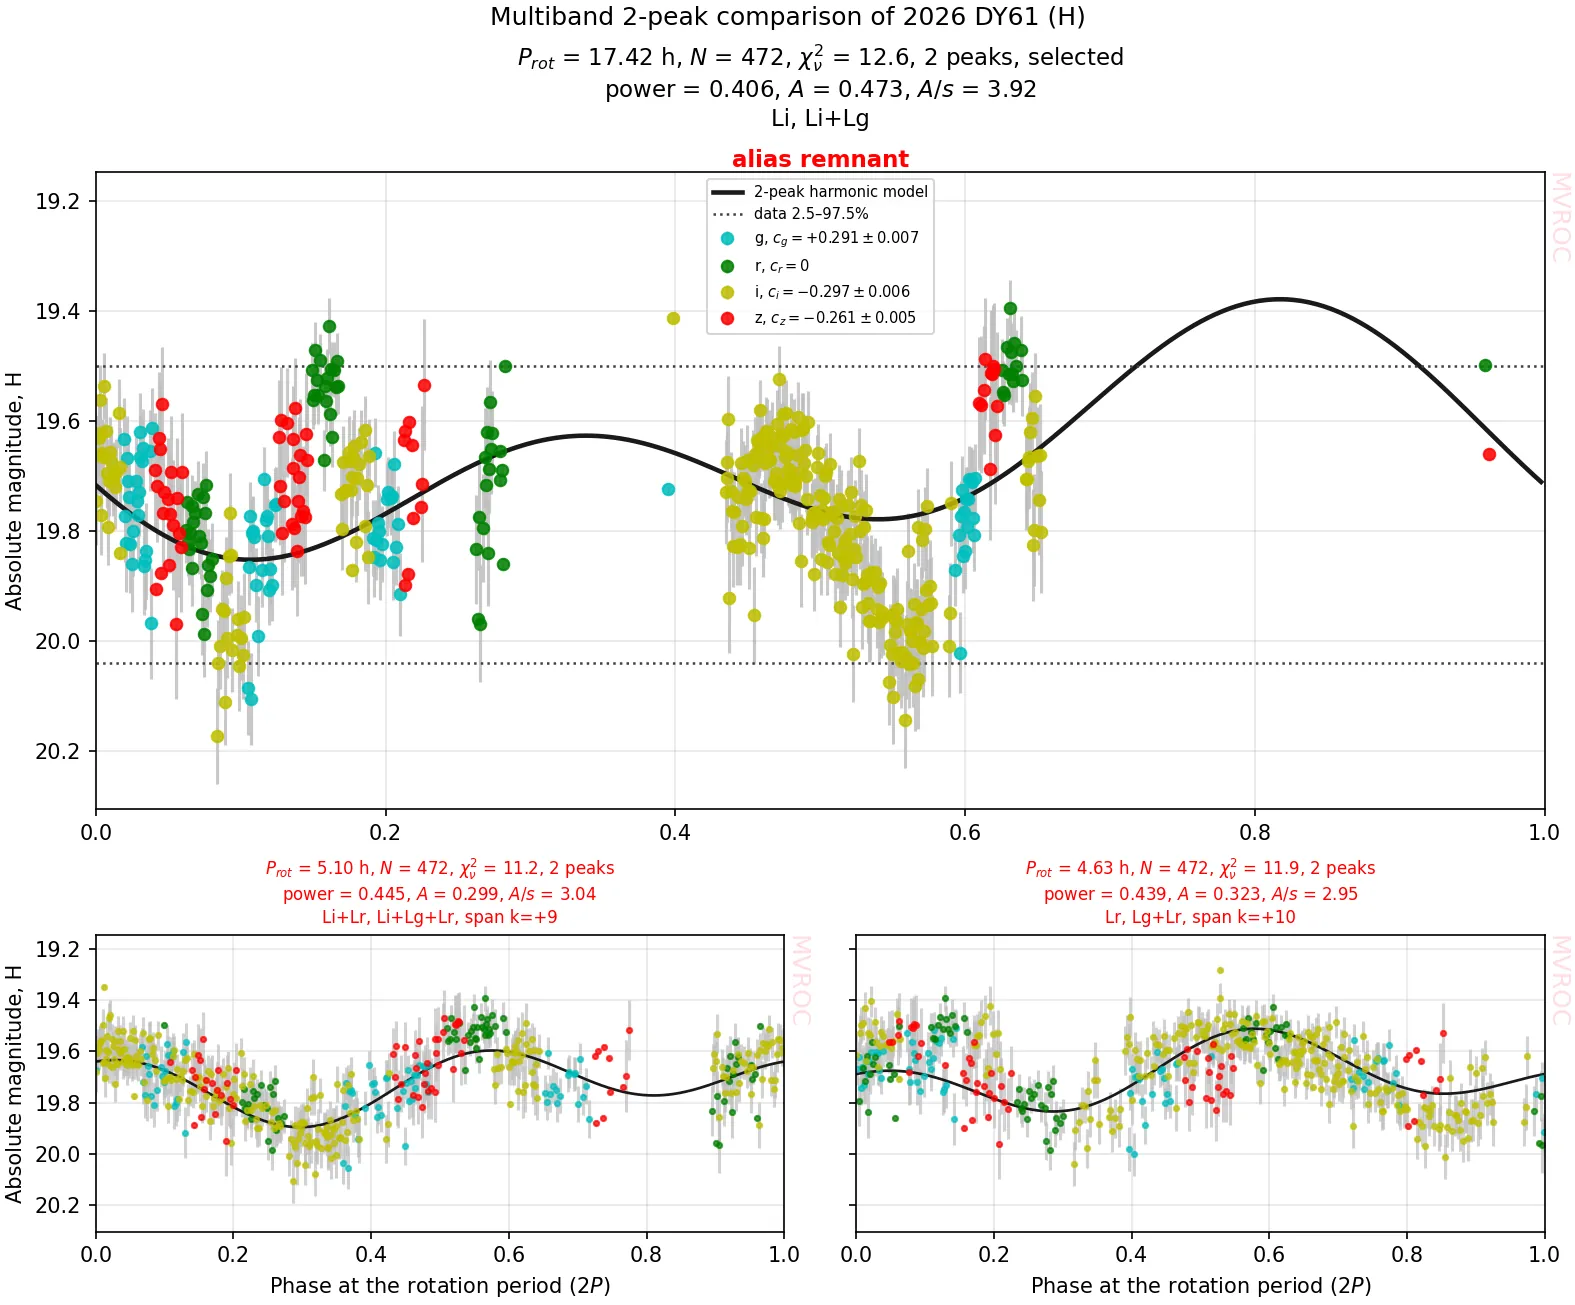 Multiband 2-peak comparison of 2026 DY61 (H)
P_rot = 17.42 h, N = 472, χ²_ν = 12.6, 2 peaks, selected
power = 0.406, A = 0.473, A/s = 3.92
Li, Li+Lg
alias remnant
2-peak harmonic model
data 2.5–97.5%
g, c_g = +0.291 ± 0.007
r, c_r = 0
i, c_i = −0.297 ± 0.006
z, c_z = −0.261 ± 0.005
MVROC
Absolute magnitude, H
19.2
19.4
19.6
19.8
20.0
20.2
0.0 0.2 0.4 0.6 0.8 1.0
P_rot = 5.10 h, N = 472, χ²_ν = 11.2, 2 peaks
power = 0.445, A = 0.299, A/s = 3.04
Li+Lr, Li+Lg+Lr, span k=+9
MVROC
Absolute magnitude, H
19.2
19.4
19.6
19.8
20.0
20.2
0.0 0.2 0.4 0.6 0.8 1.0
Phase at the rotation period (2P)
P_rot = 4.63 h, N = 472, χ²_ν = 11.9, 2 peaks
power = 0.439, A = 0.323, A/s = 2.95
Lr, Lg+Lr, span k=+10
MVROC
0.0 0.2 0.4 0.6 0.8 1.0
Phase at the rotation period (2P)